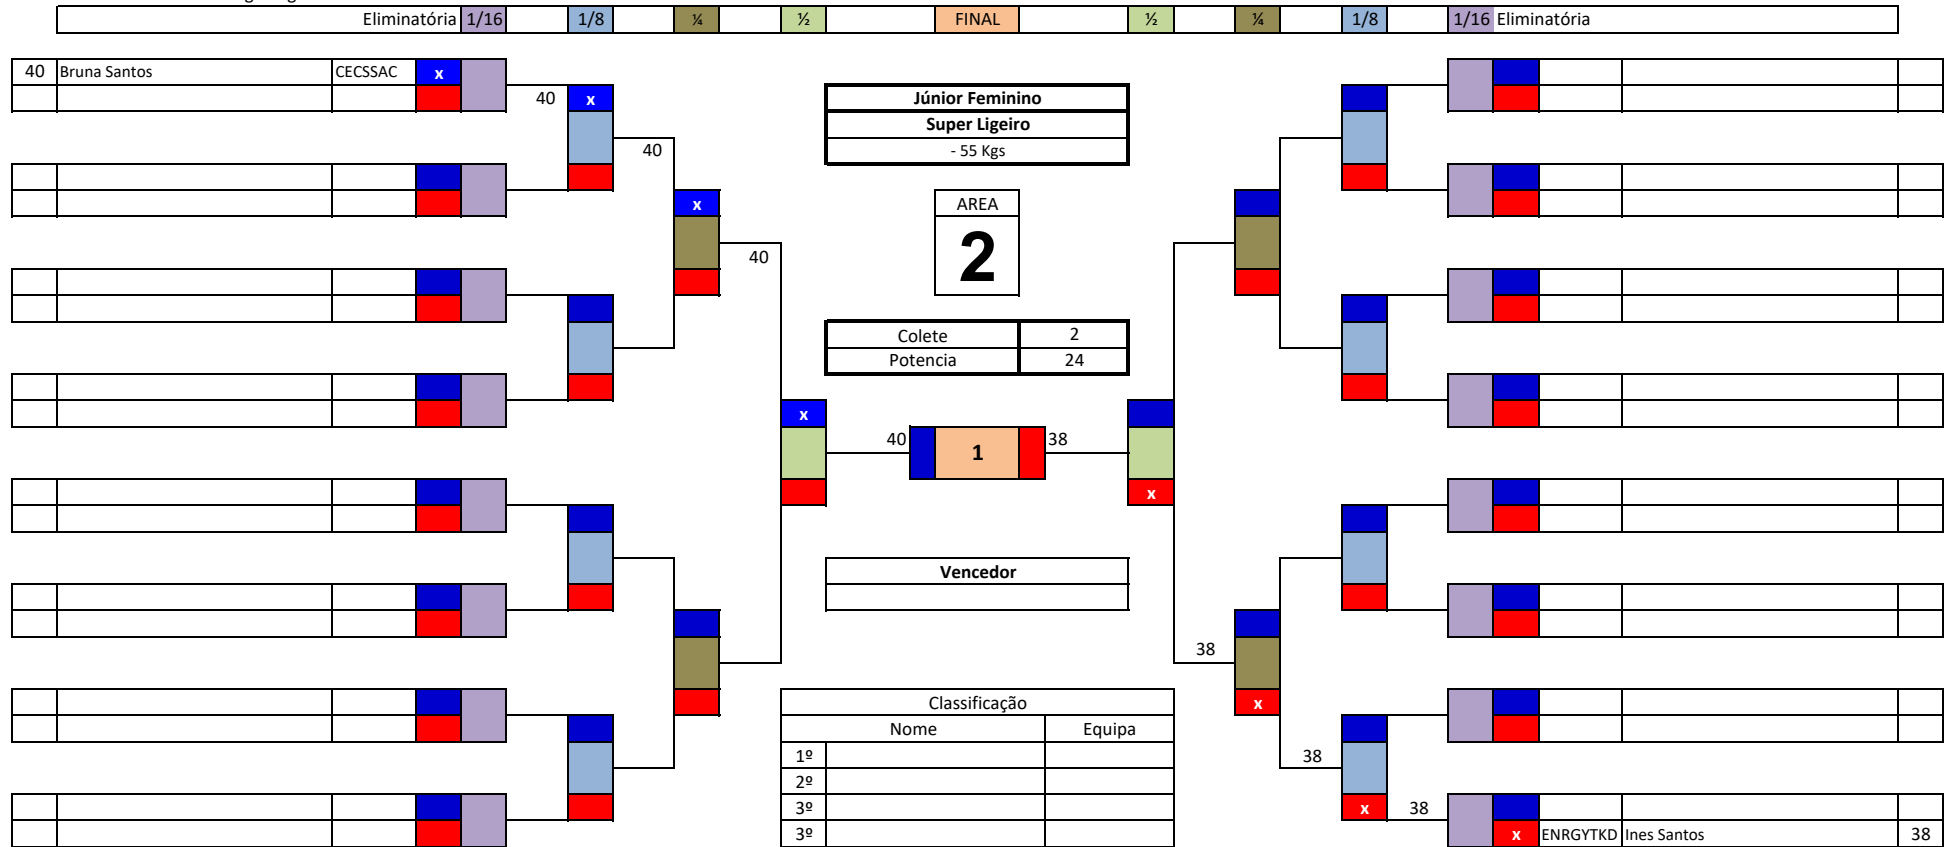 Eliminatória 1/16 1/8 ¼ ½ FINAL ½ ¼ 1/8 1/16 Eliminatória
40 Bruna Santos CECSSAC x
40 x
Júnior Feminino
Super Ligeiro
- 55 Kgs
40
x
AREA
2
40
Colete 2
Potencia 24
x
40 1 38
x
Vencedor
38
x
Classificação
Nome Equipa
1º
2º
3º
3º
38
x 38
x ENRGYTKD Ines Santos 38